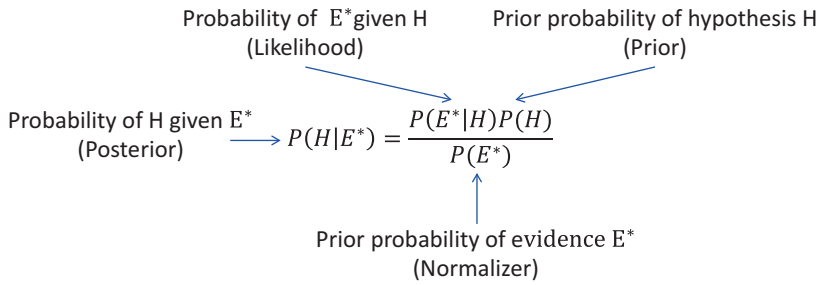 Probability of E*given H
(Likelihood)
Prior probability of hypothesis H
(Prior)
Probability of H given E*
(Posterior)
P(H|E*) = P(E*|H)P(H)
P(E*)
Prior probability of evidence E*
(Normalizer)